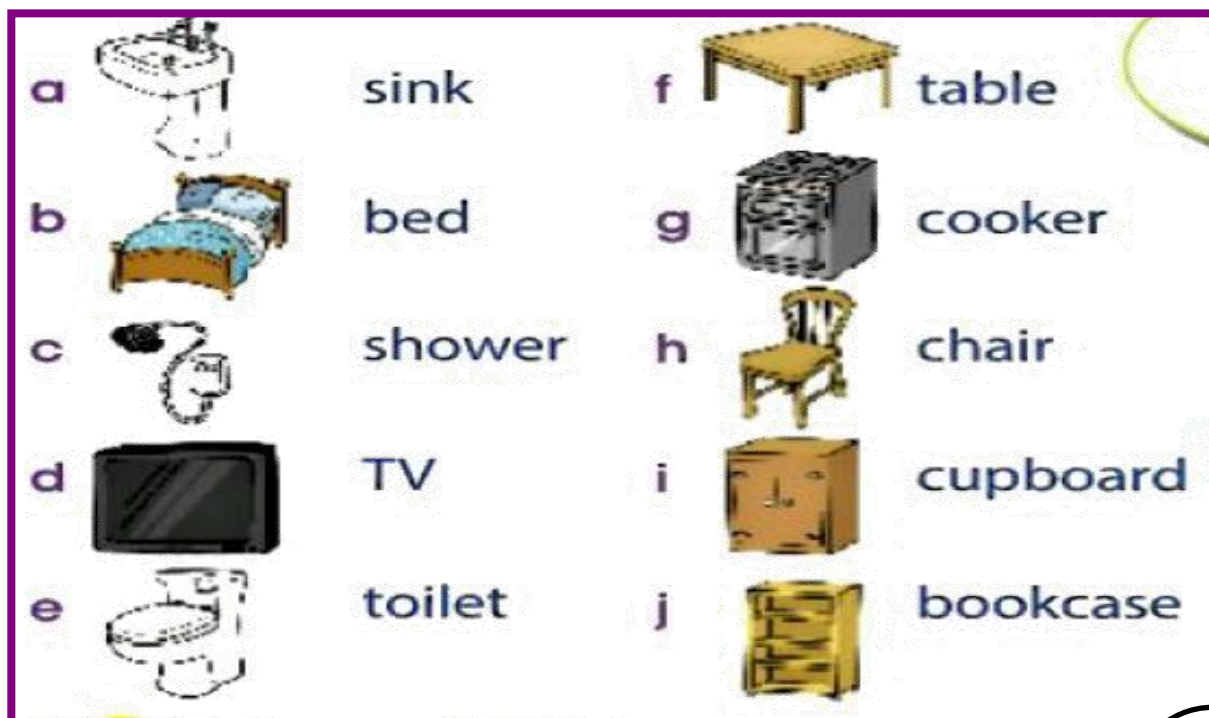 a sink
b bed
c shower
d TV
e toilet
f table
g cooker
h chair
i cupboard
j bookcase